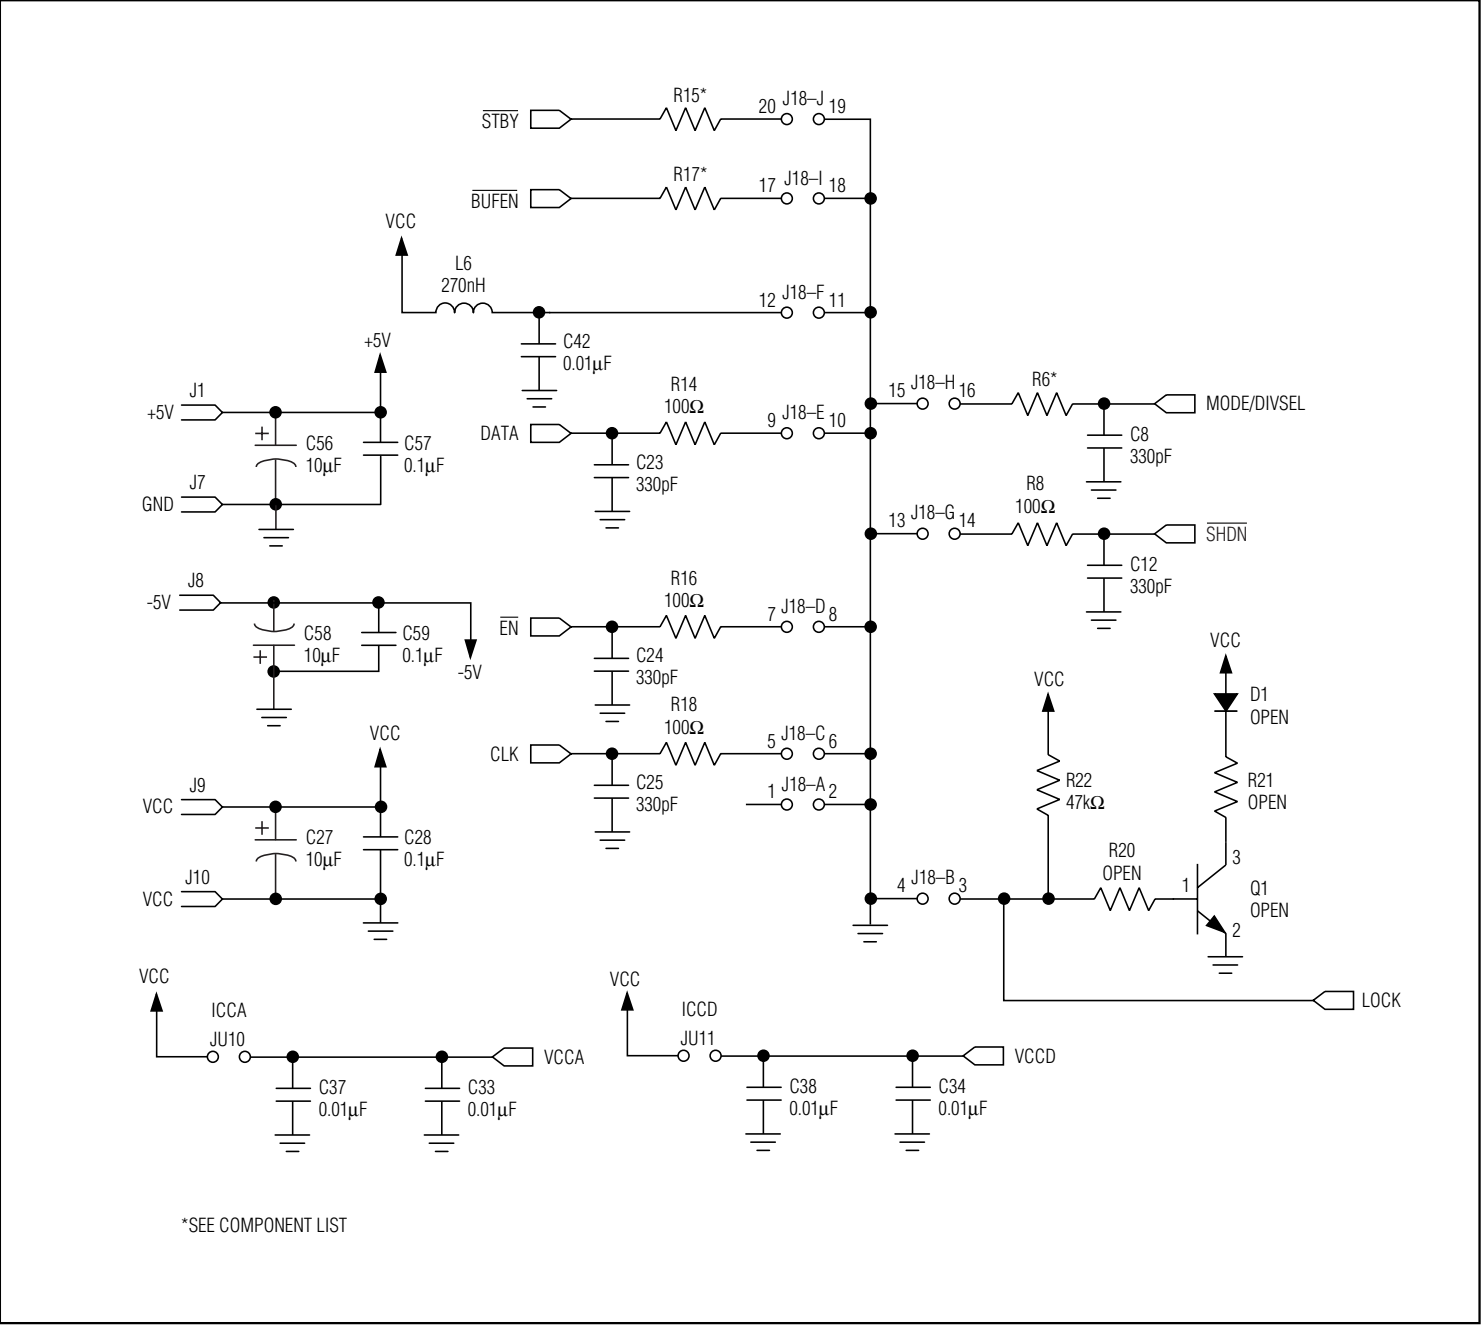 R15*
STBY
20 J18–J 19
R17*
BUFEN
17 J18–I 18
VCC
L6
270nH
12 J18–F 11
C42
0.01µF
+5V
J1
+5V
C56
10µF
C57
0.1µF
J7
GND
R14
100Ω
DATA
9 J18–E 10
C23
330pF
15 J18–H 16
R6*
MODE/DIVSEL
C8
330pF
R8
100Ω
13 J18–G 14
SHDN
C12
330pF
J8
-5V
+
C58
10µF
C59
0.1µF
-5V
R16
100Ω
EN
7 J18–D 8
C24
330pF
R18
100Ω
CLK
5 J18–C 6
C25
330pF
1 J18–A 2
VCC
D1
OPEN
VCC
R22
47kΩ
R21
OPEN
R20
OPEN
4 J18–B 3
1
3
Q1
OPEN
2
LOCK
VCC
J9
VCC
+
C27
10µF
C28
0.1µF
J10
VCC
+
VCC
ICCA
JU10
VCCA
C37
0.01µF
C33
0.01µF
VCC
ICCD
JU11
VCCD
C38
0.01µF
C34
0.01µF
*SEE COMPONENT LIST